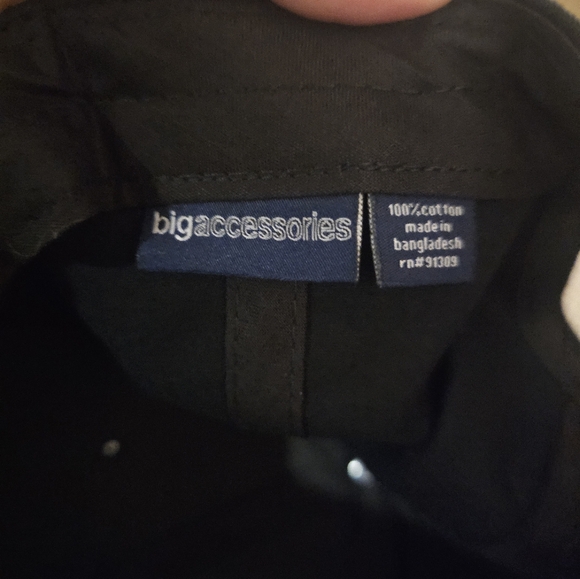 bigaccessories
100% cotton
made in
bangladesh
rn#91309